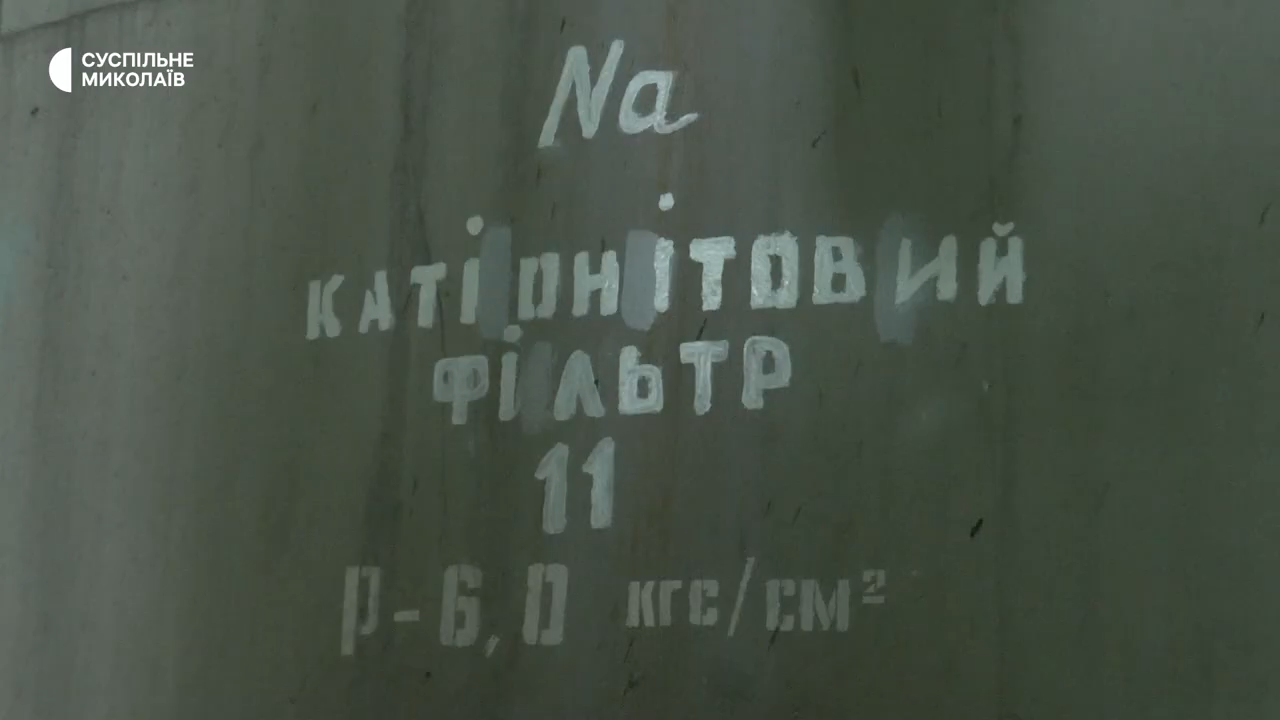 СУСПІЛЬНЕ
МИКОЛАЇВ
Na
КАТІОНІТОВИЙ
ФІЛЬТР
11
Р-6,0 кгс/см²